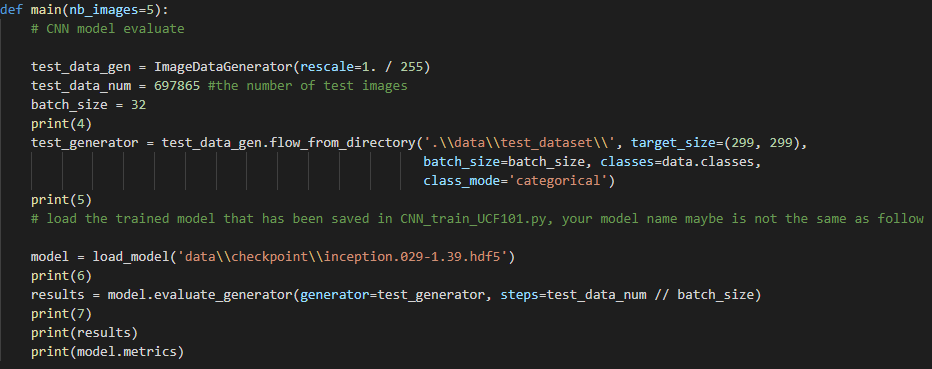 def main(nb_images=5):
# CNN model evaluate
test_data_gen = ImageDataGenerator(rescale=1. / 255)
test_data_num = 697865 #the number of test images
batch_size = 32
print(4)
test_generator = test_data_gen.flow_from_directory('.\\data\\test_dataset\\', target_size=(299, 299),
batch_size=batch_size, classes=data.classes,
class_mode='categorical')
print(5)
# load the trained model that has been saved in CNN_train_UCF101.py, your model name maybe is not the same as follow
model = load_model('data\\checkpoint\\inception.029-1.39.hdf5')
print(6)
results = model.evaluate_generator(generator=test_generator, steps=test_data_num // batch_size)
print(7)
print(results)
print(model.metrics)